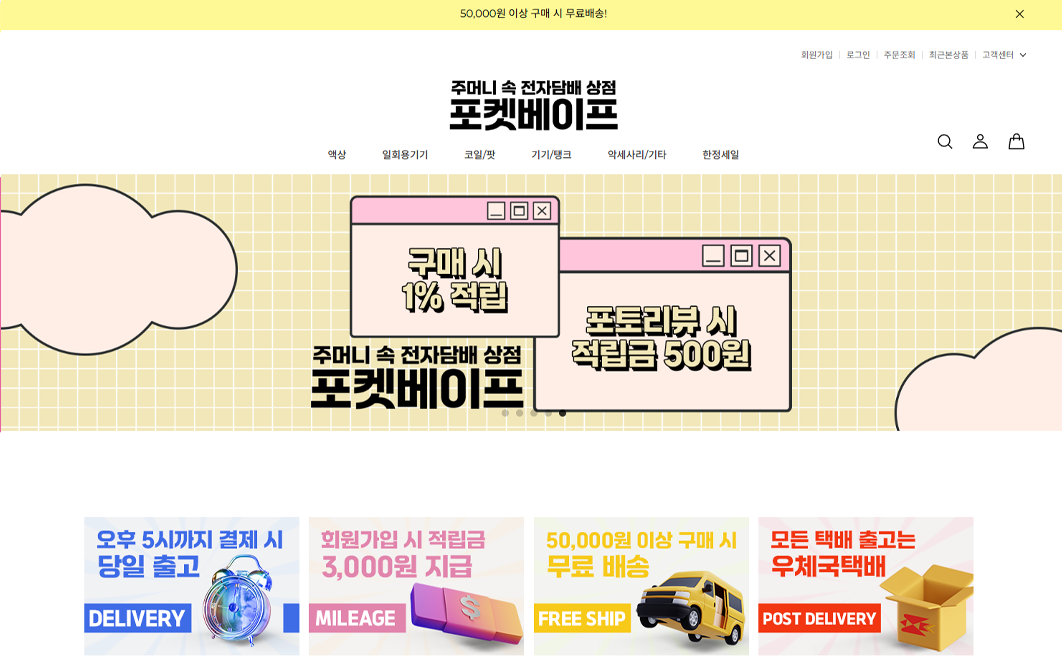 50,000원 이상 구매 시 무료배송!
회원가입 로그인 주문조회 최근본상품 고객센터
주머니 속 전자담배 상점
포켓베이프
액상 일회용기기 코일/팟 기기/탱크 악세사리/기타 한정세일
구매 시
1% 적립
포토리뷰 시
적립금 500원
주머니 속 전자담배 상점
포켓베이프
오후 5시까지 결제 시
당일 출고
DELIVERY
회원가입 시 적립금
3,000원 지급
MILEAGE
50,000원 이상 구매 시
무료 배송
FREE SHIP
모든 택배 출고는
우체국택배
POST DELIVERY